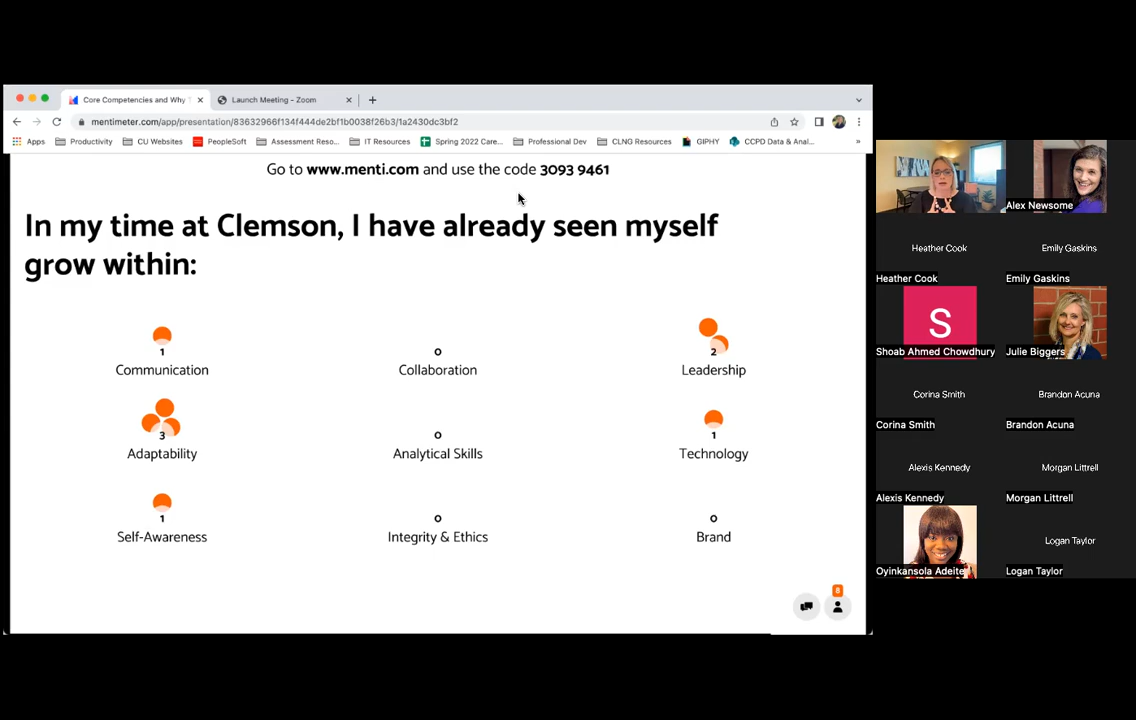 Core Competencies and Why T
Launch Meeting - Zoom
mentimeter.com/app/presentation/83632966f134f444de2bf1b0038f26b3/1a2430dc3bf2
Apps
Productivity
CU Websites
PeopleSoft
Assessment Reso...
IT Resources
Spring 2022 Care...
Professional Dev
CLNG Resources
GIPHY
CCPD Data & Anal...
»
Go to www.menti.com and use the code 3093 9461
In my time at Clemson, I have already seen myself
grow within:
1
Communication
0
Collaboration
2
Leadership
3
Adaptability
0
Analytical Skills
1
Technology
1
Self-Awareness
0
Integrity & Ethics
0
Brand
8
Alex Newsome
Heather Cook
Heather Cook
Emily Gaskins
Emily Gaskins
S
Shoab Ahmed Chowdhury
Julie Biggers
Corina Smith
Corina Smith
Brandon Acuna
Brandon Acuna
Alexis Kennedy
Alexis Kennedy
Morgan Littrell
Morgan Littrell
Oyinkansola Adeite
Logan Taylor
Logan Taylor